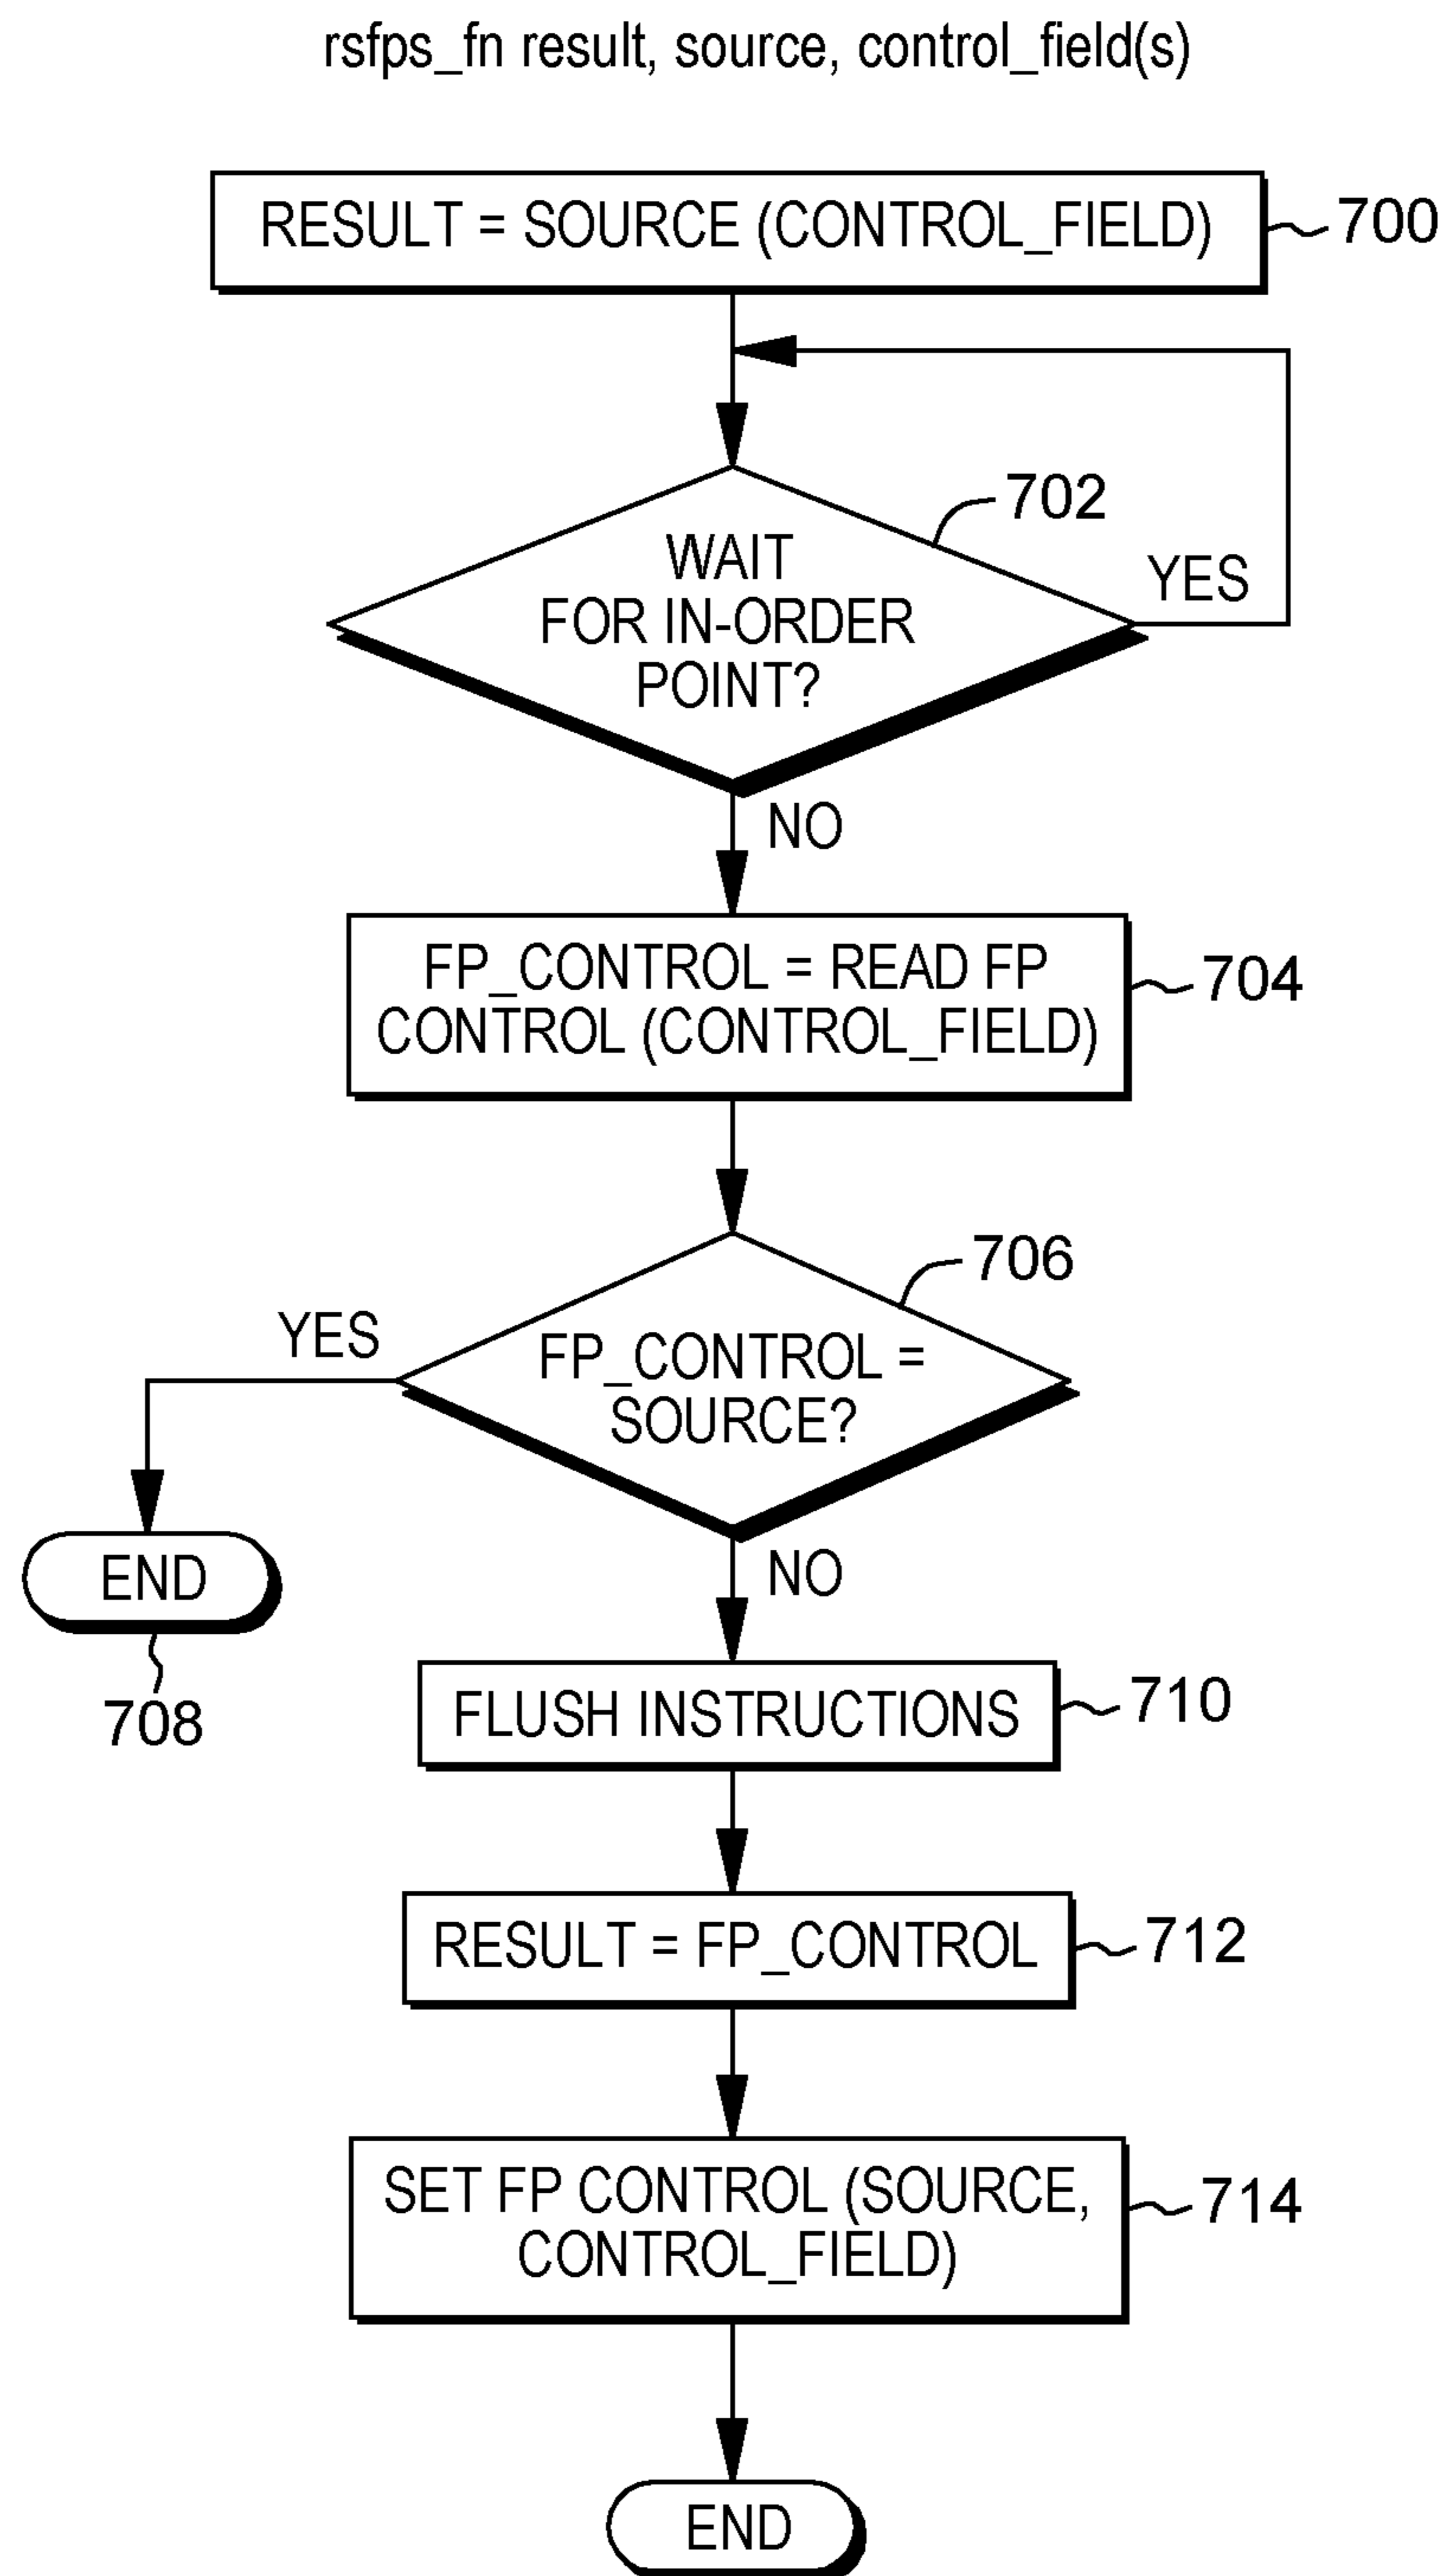 rsfps_fn result, source, control_field(s)
RESULT = SOURCE (CONTROL_FIELD)
700
702
WAIT
FOR IN-ORDER
POINT?
YES
NO
FP_CONTROL = READ FP
CONTROL (CONTROL_FIELD)
704
706
YES
FP_CONTROL =
SOURCE?
END
708
NO
FLUSH INSTRUCTIONS
710
RESULT = FP_CONTROL
712
SET FP CONTROL (SOURCE,
CONTROL_FIELD)
714
END